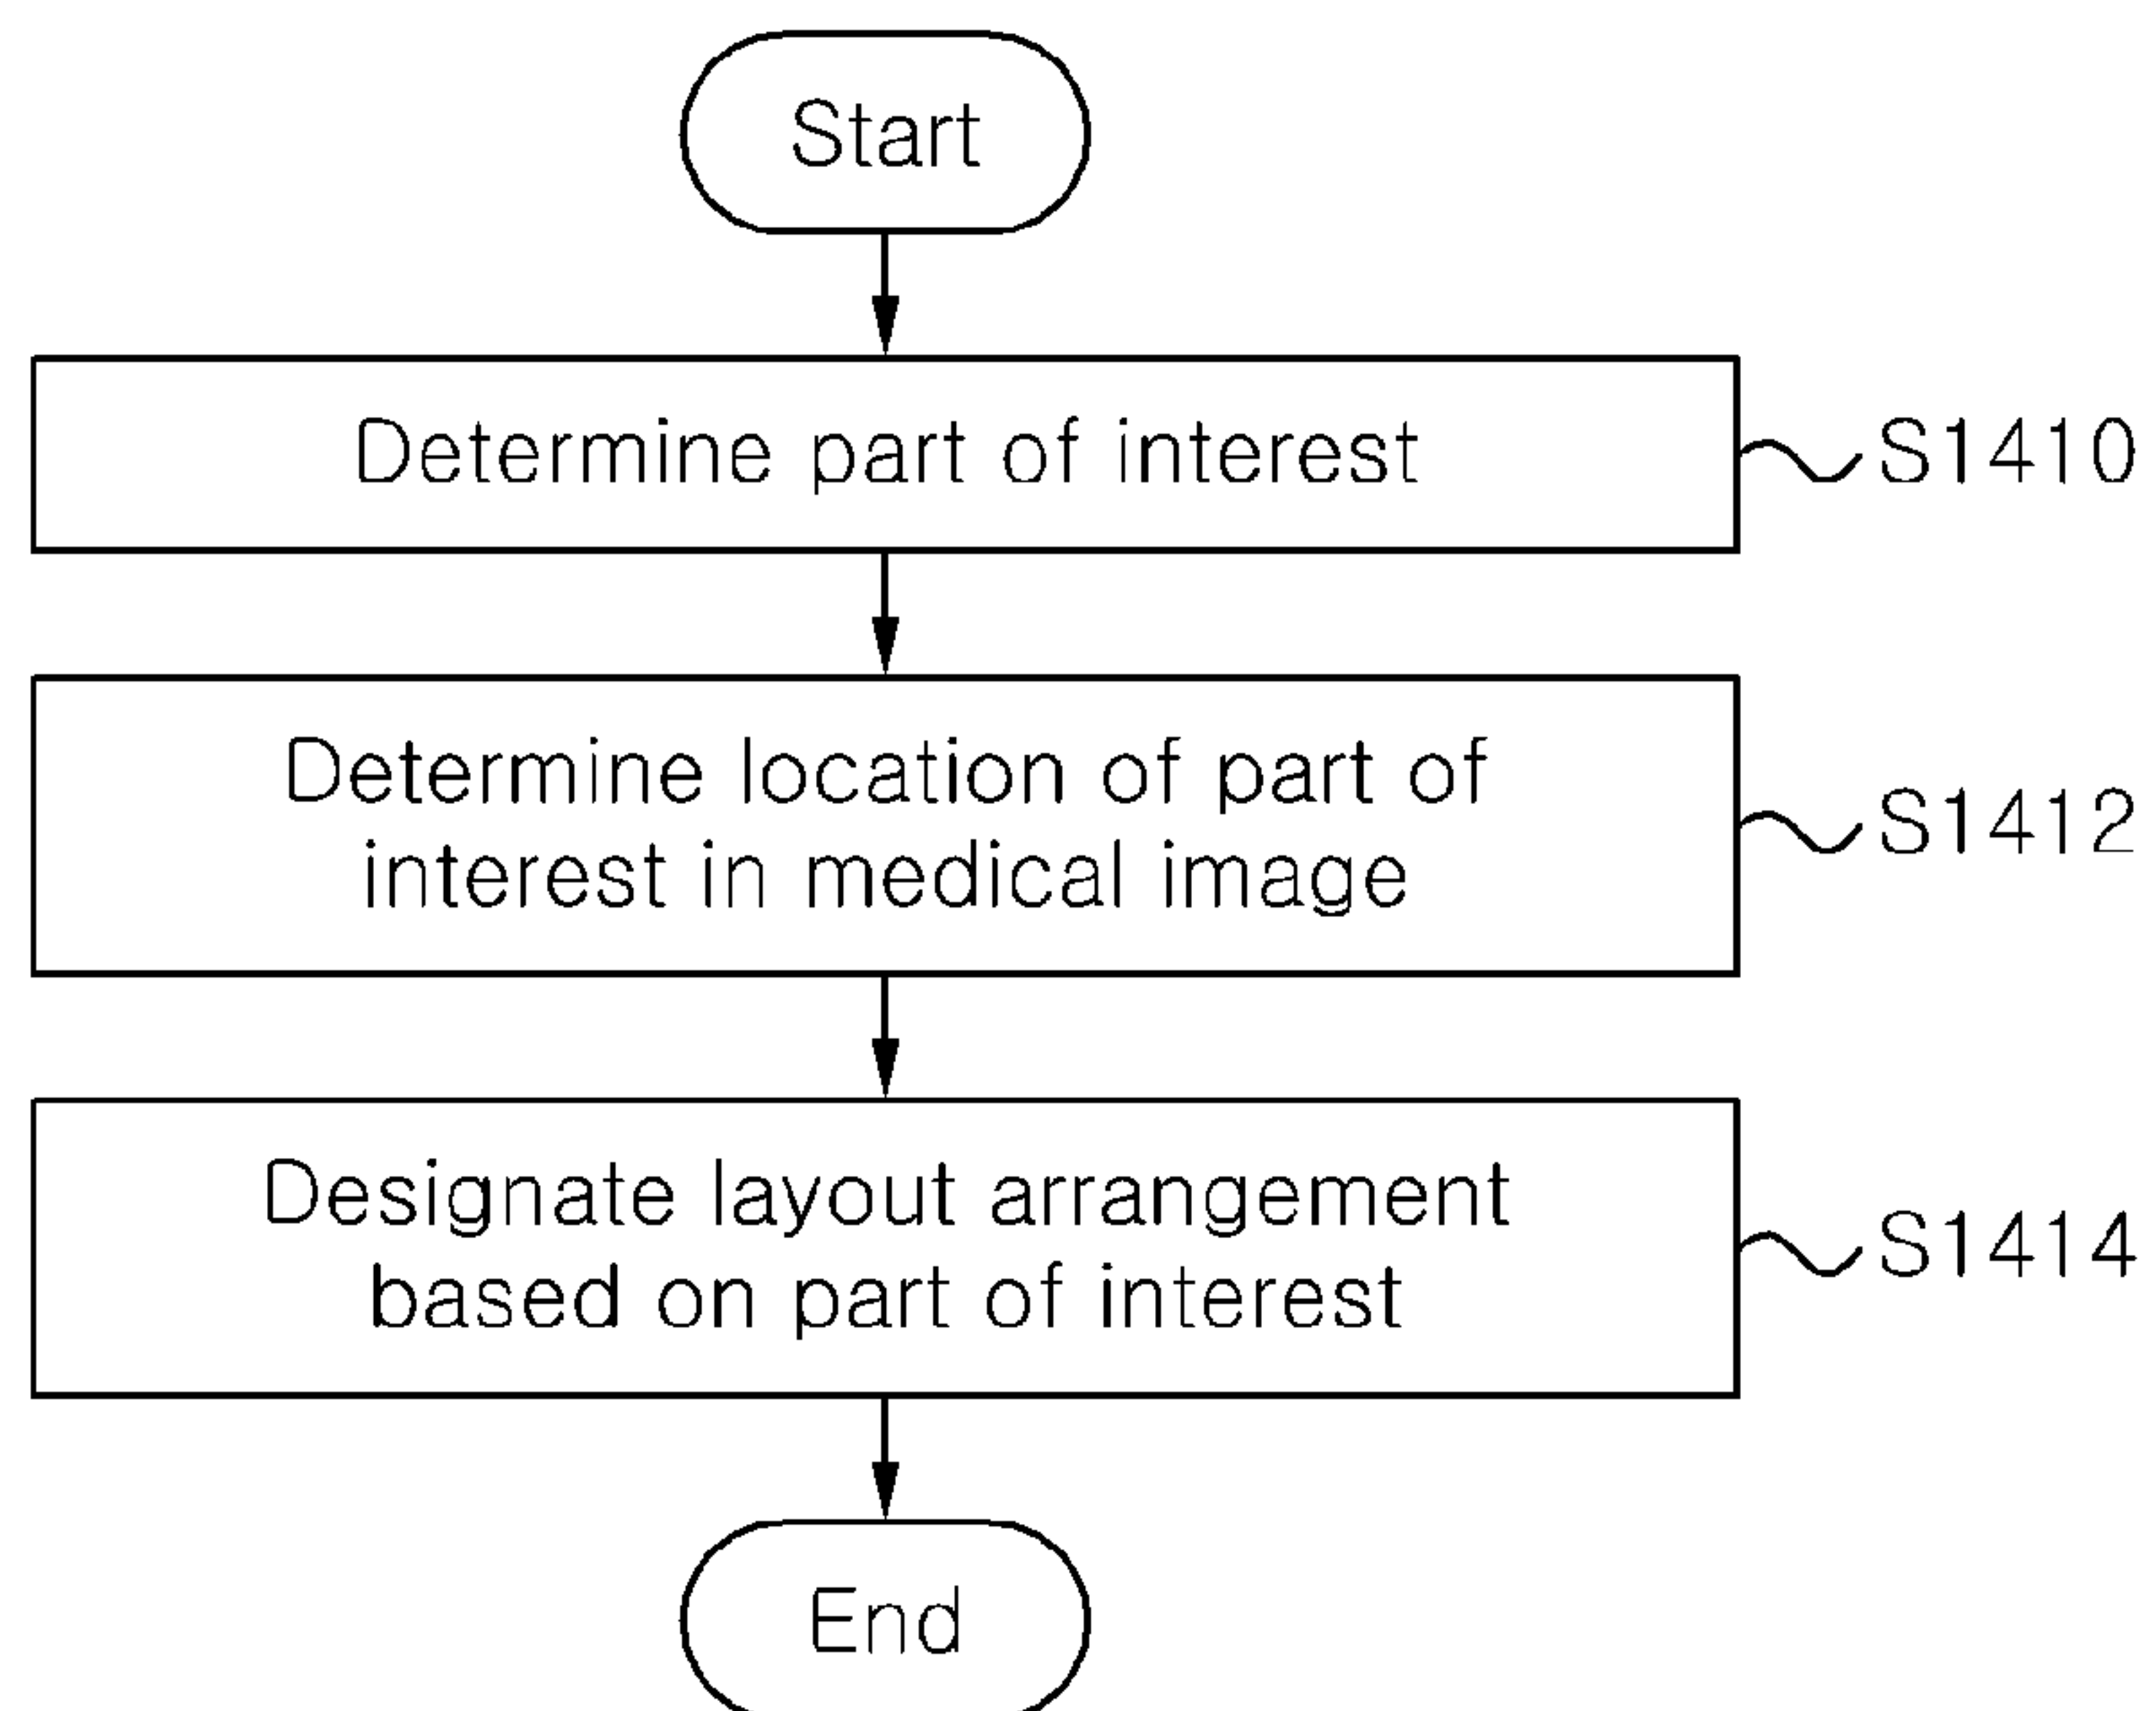 Start
Determine part of interest
S1410
Determine location of part of
interest in medical image
S1412
Designate layout arrangement
based on part of interest
S1414
End